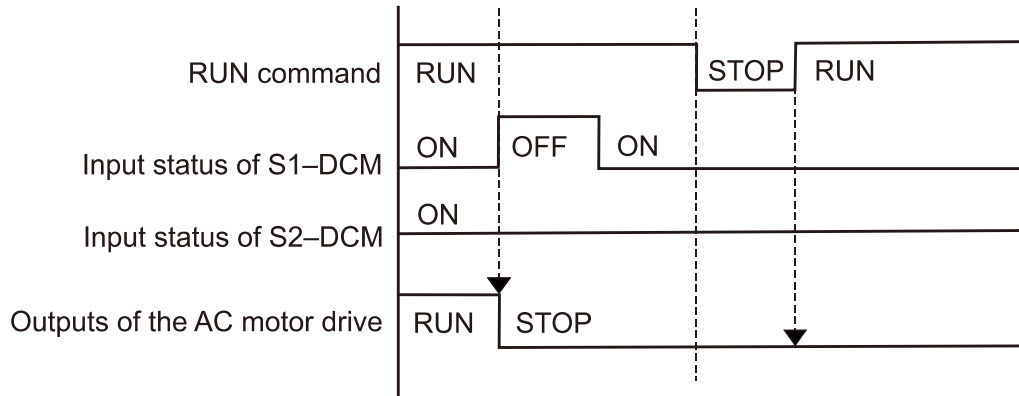 RUN command RUN STOP RUN
Input status of S1–DCM ON OFF ON
Input status of S2–DCM ON
Outputs of the AC motor drive RUN STOP